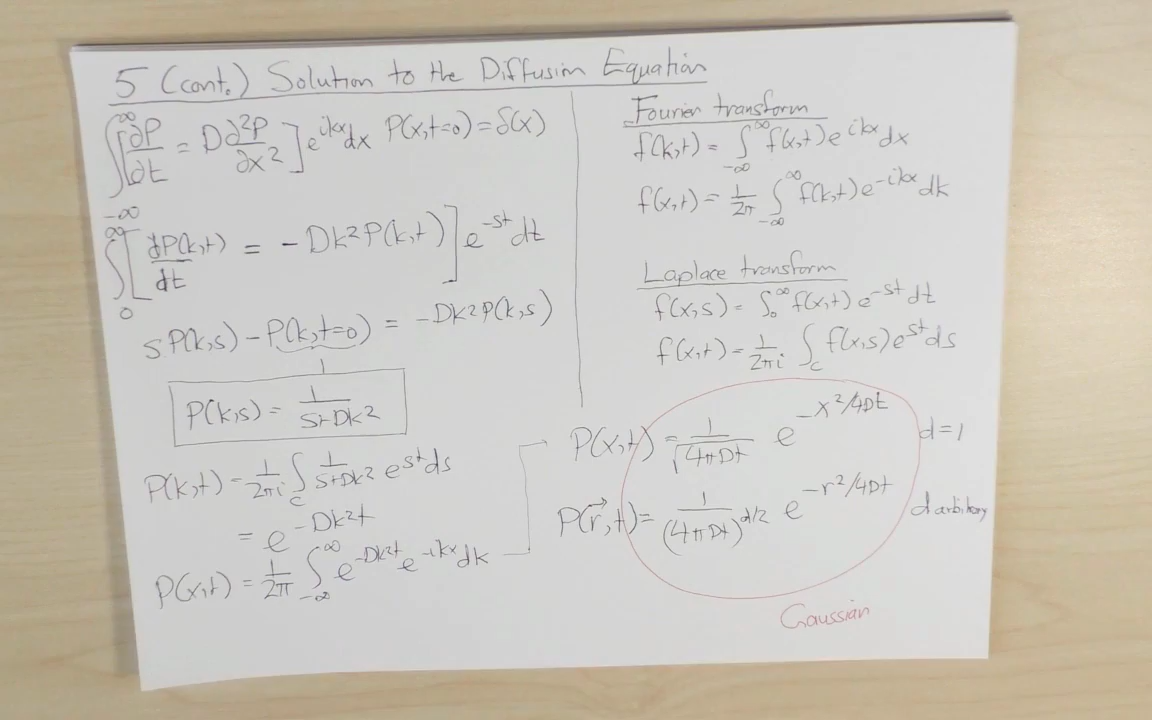 5 (cont.) Solution to the Diffusion Equation
∫_{-∞}^{∞} [∂P/∂t = D ∂²P/∂x²] e^{ikx} dx P(x,t=0) = δ(x)
∫_0^∞ [dP(k,t)/dt = -Dk²P(k,t)] e^{-st} dt
sP(k,s) - P(k,t=0) = -Dk²P(k,s)
1
P(k,s) = 1/(s+Dk²)
P(k,t) = 1/(2πi) ∫_c 1/(s+Dk²) e^{st} ds
= e^{-Dk²t}
P(x,t) = 1/(2π) ∫_{-∞}^{∞} e^{-Dk²t} e^{-ikx} dk
Fourier transform
f(k,t) = ∫_{-∞}^{∞} f(x,t) e^{ikx} dx
f(x,t) = 1/(2π) ∫_{-∞}^{∞} f(k,t) e^{-ikx} dk
Laplace transform
f(x,s) = ∫_0^∞ f(x,t) e^{-st} dt
f(x,t) = 1/(2πi) ∫_c f(x,s) e^{st} ds
P(x,t) = 1/√(4πDt) e^{-x²/4Dt} d=1
P(r⃗,t) = 1/(4πDt)^{d/2} e^{-r²/4Dt} d arbitrary
Gaussian